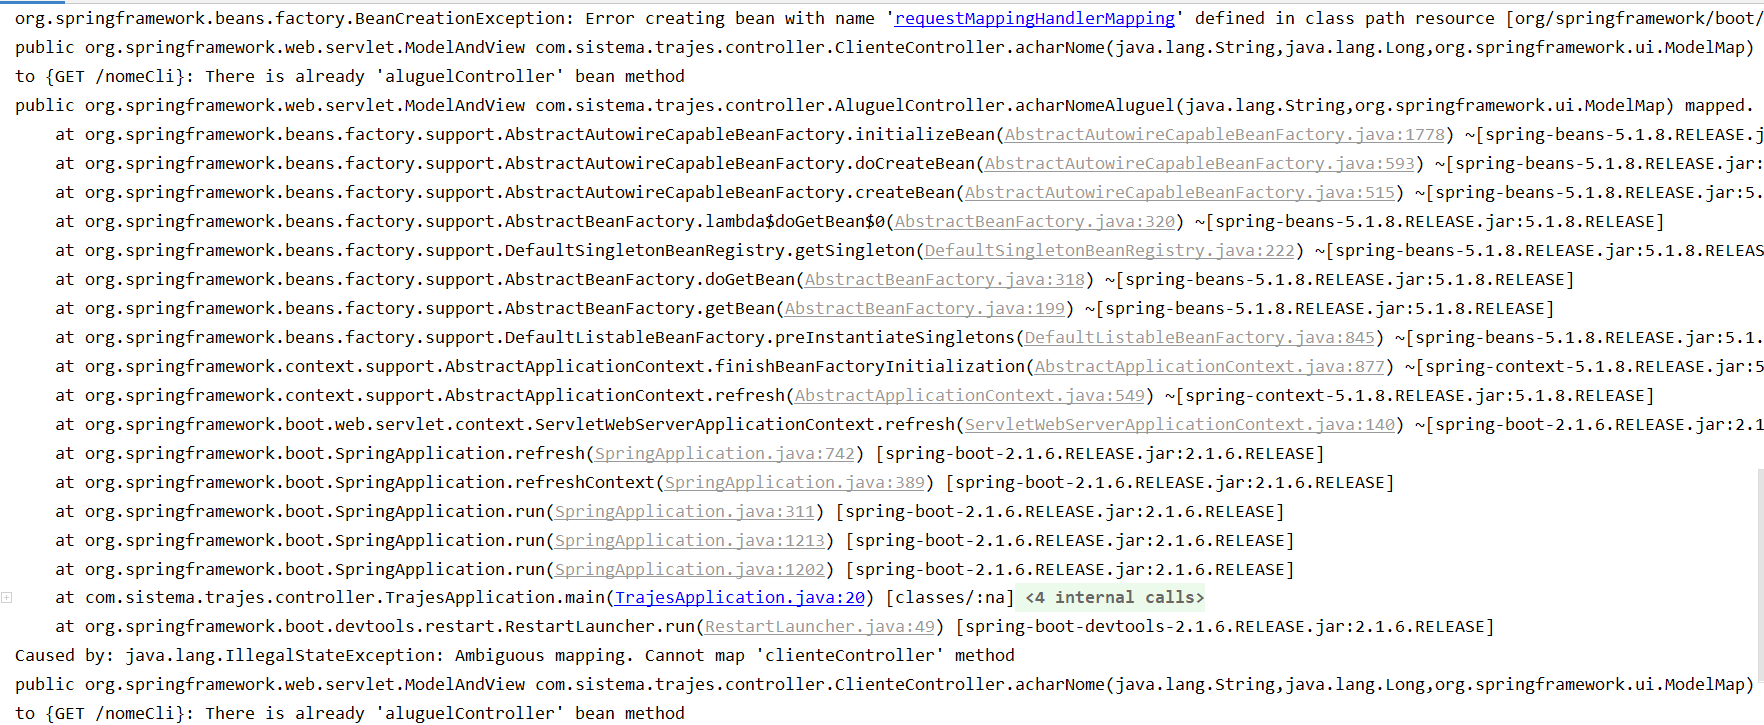 org.springframework.beans.factory.BeanCreationException: Error creating bean with name 'requestMappingHandlerMapping' defined in class path resource [org/springframework/boot/
public org.springframework.web.servlet.ModelAndView com.sistema.trajes.controller.ClienteController.acharNome(java.lang.String,java.lang.Long,org.springframework.ui.ModelMap)
to {GET /nomeCli}: There is already 'aluguelController' bean method
public org.springframework.web.servlet.ModelAndView com.sistema.trajes.controller.AluguelController.acharNomeAluguel(java.lang.String,org.springframework.ui.ModelMap) mapped.
at org.springframework.beans.factory.support.AbstractAutowireCapableBeanFactory.initializeBean(AbstractAutowireCapableBeanFactory.java:1778) ~[spring-beans-5.1.8.RELEASE.j
at org.springframework.beans.factory.support.AbstractAutowireCapableBeanFactory.doCreateBean(AbstractAutowireCapableBeanFactory.java:593) ~[spring-beans-5.1.8.RELEASE.jar:
at org.springframework.beans.factory.support.AbstractAutowireCapableBeanFactory.createBean(AbstractAutowireCapableBeanFactory.java:515) ~[spring-beans-5.1.8.RELEASE.jar:5.
at org.springframework.beans.factory.support.AbstractBeanFactory.lambda$doGetBean$0(AbstractBeanFactory.java:320) ~[spring-beans-5.1.8.RELEASE.jar:5.1.8.RELEASE]
at org.springframework.beans.factory.support.DefaultSingletonBeanRegistry.getSingleton(DefaultSingletonBeanRegistry.java:222) ~[spring-beans-5.1.8.RELEASE.jar:5.1.8.RELEAS
at org.springframework.beans.factory.support.AbstractBeanFactory.doGetBean(AbstractBeanFactory.java:318) ~[spring-beans-5.1.8.RELEASE.jar:5.1.8.RELEASE]
at org.springframework.beans.factory.support.AbstractBeanFactory.getBean(AbstractBeanFactory.java:199) ~[spring-beans-5.1.8.RELEASE.jar:5.1.8.RELEASE]
at org.springframework.beans.factory.support.DefaultListableBeanFactory.preInstantiateSingletons(DefaultListableBeanFactory.java:845) ~[spring-beans-5.1.8.RELEASE.jar:5.1.
at org.springframework.context.support.AbstractApplicationContext.finishBeanFactoryInitialization(AbstractApplicationContext.java:877) ~[spring-context-5.1.8.RELEASE.jar:5
at org.springframework.context.support.AbstractApplicationContext.refresh(AbstractApplicationContext.java:549) ~[spring-context-5.1.8.RELEASE.jar:5.1.8.RELEASE]
at org.springframework.boot.web.servlet.context.ServletWebServerApplicationContext.refresh(ServletWebServerApplicationContext.java:140) ~[spring-boot-2.1.6.RELEASE.jar:2.1
at org.springframework.boot.SpringApplication.refresh(SpringApplication.java:742) [spring-boot-2.1.6.RELEASE.jar:2.1.6.RELEASE]
at org.springframework.boot.SpringApplication.refreshContext(SpringApplication.java:389) [spring-boot-2.1.6.RELEASE.jar:2.1.6.RELEASE]
at org.springframework.boot.SpringApplication.run(SpringApplication.java:311) [spring-boot-2.1.6.RELEASE.jar:2.1.6.RELEASE]
at org.springframework.boot.SpringApplication.run(SpringApplication.java:1213) [spring-boot-2.1.6.RELEASE.jar:2.1.6.RELEASE]
at org.springframework.boot.SpringApplication.run(SpringApplication.java:1202) [spring-boot-2.1.6.RELEASE.jar:2.1.6.RELEASE]
at com.sistema.trajes.controller.TrajesApplication.main(TrajesApplication.java:20) [classes/:na] <4 internal calls>
at org.springframework.boot.devtools.restart.RestartLauncher.run(RestartLauncher.java:49) [spring-boot-devtools-2.1.6.RELEASE.jar:2.1.6.RELEASE]
Caused by: java.lang.IllegalStateException: Ambiguous mapping. Cannot map 'clienteController' method
public org.springframework.web.servlet.ModelAndView com.sistema.trajes.controller.ClienteController.acharNome(java.lang.String,java.lang.Long,org.springframework.ui.ModelMap)
to {GET /nomeCli}: There is already 'aluguelController' bean method